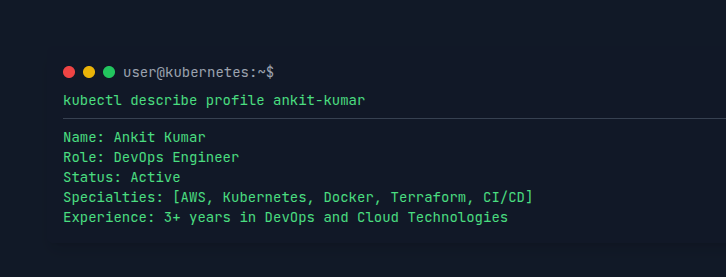 user@kubernetes:~$
kubectl describe profile ankit-kumar
Name: Ankit Kumar
Role: DevOps Engineer
Status: Active
Specialties: [AWS, Kubernetes, Docker, Terraform, CI/CD]
Experience: 3+ years in DevOps and Cloud Technologies